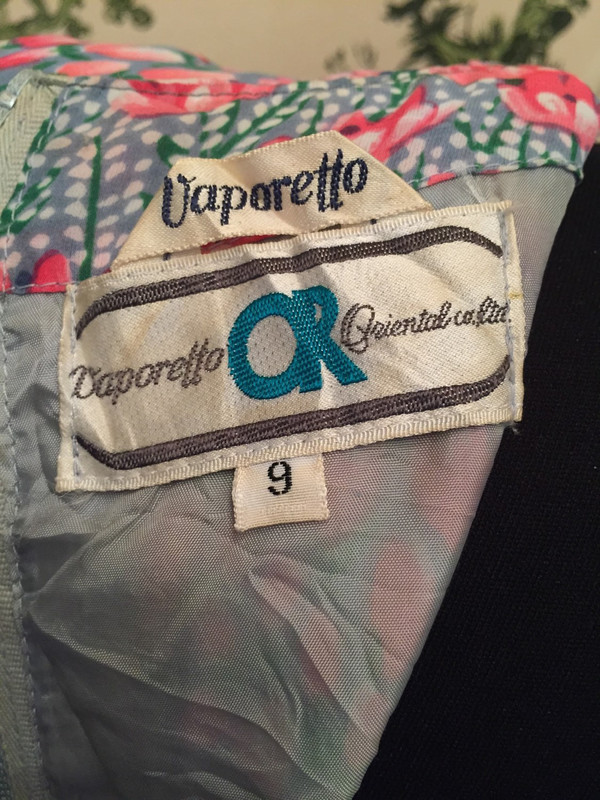 Vaporetto
Vaporetto OR Oriental co.,ltd.
9